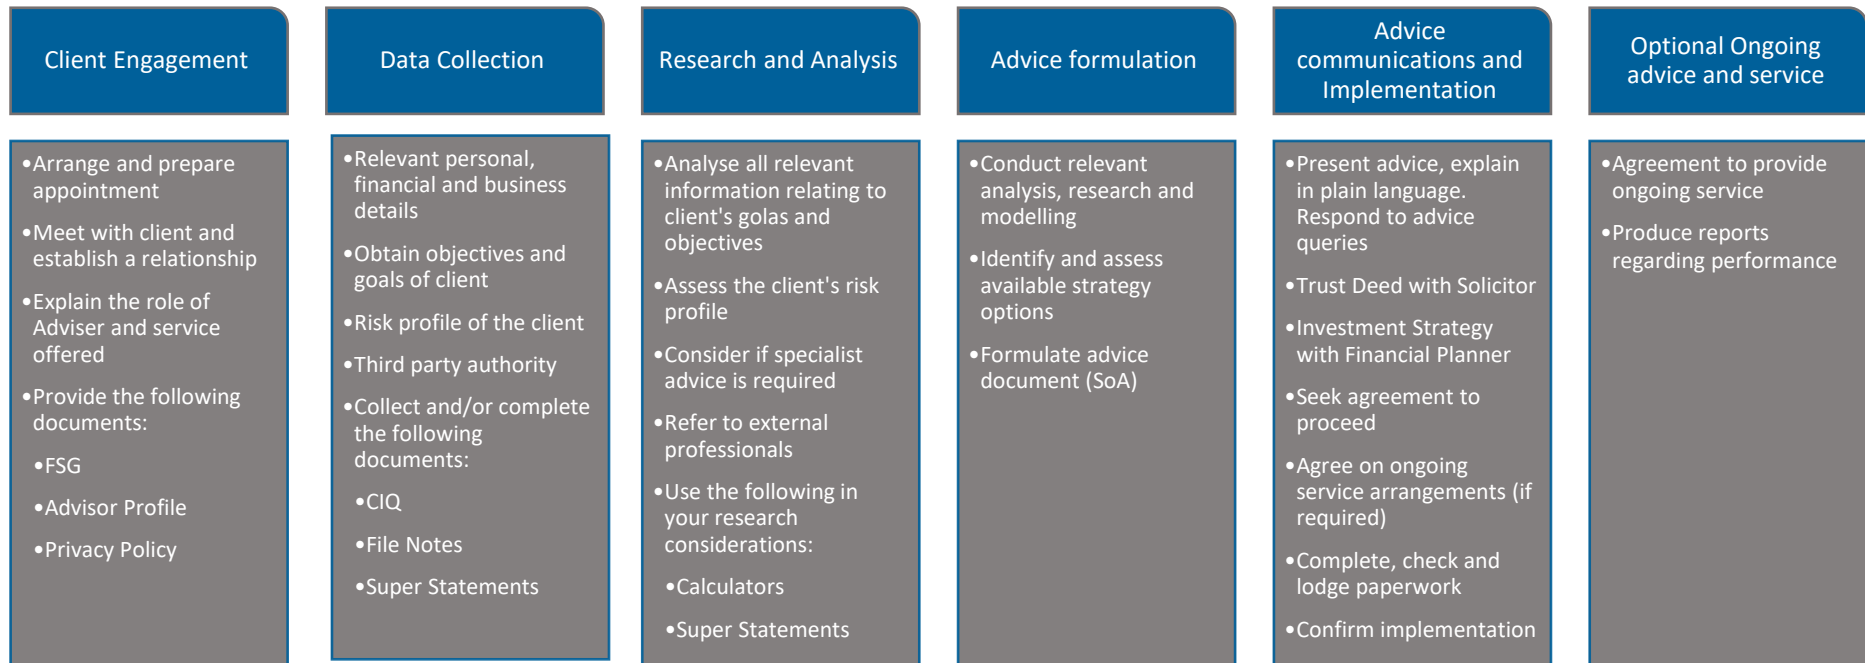 Client Engagement
•Arrange and prepare
appointment
•Meet with client and
establish a relationship
•Explain the role of
Adviser and service
offered
•Provide the following
documents:
•FSG
•Advisor Profile
•Privacy Policy
Data Collection
•Relevant personal,
financial and business
details
•Obtain objectives and
goals of client
•Risk profile of the client
•Third party authority
•Collect and/or complete
the following
documents:
•CIQ
•File Notes
•Super Statements
Research and Analysis
•Analyse all relevant
information relating to
client's golas and
objectives
•Assess the client's risk
profile
•Consider if specialist
advice is required
•Refer to external
professionals
•Use the following in
your research
considerations:
•Calculators
•Super Statements
Advice formulation
•Conduct relevant
analysis, research and
modelling
•Identify and assess
available strategy
options
•Formulate advice
document (SoA)
Advice
communications and
Implementation
•Present advice, explain
in plain language.
Respond to advice
queries
•Trust Deed with Solicitor
•Investment Strategy
with Financial Planner
•Seek agreement to
proceed
•Agree on ongoing
service arrangements (if
required)
•Complete, check and
lodge paperwork
•Confirm implementation
Optional Ongoing
advice and service
•Agreement to provide
ongoing service
•Produce reports
regarding performance